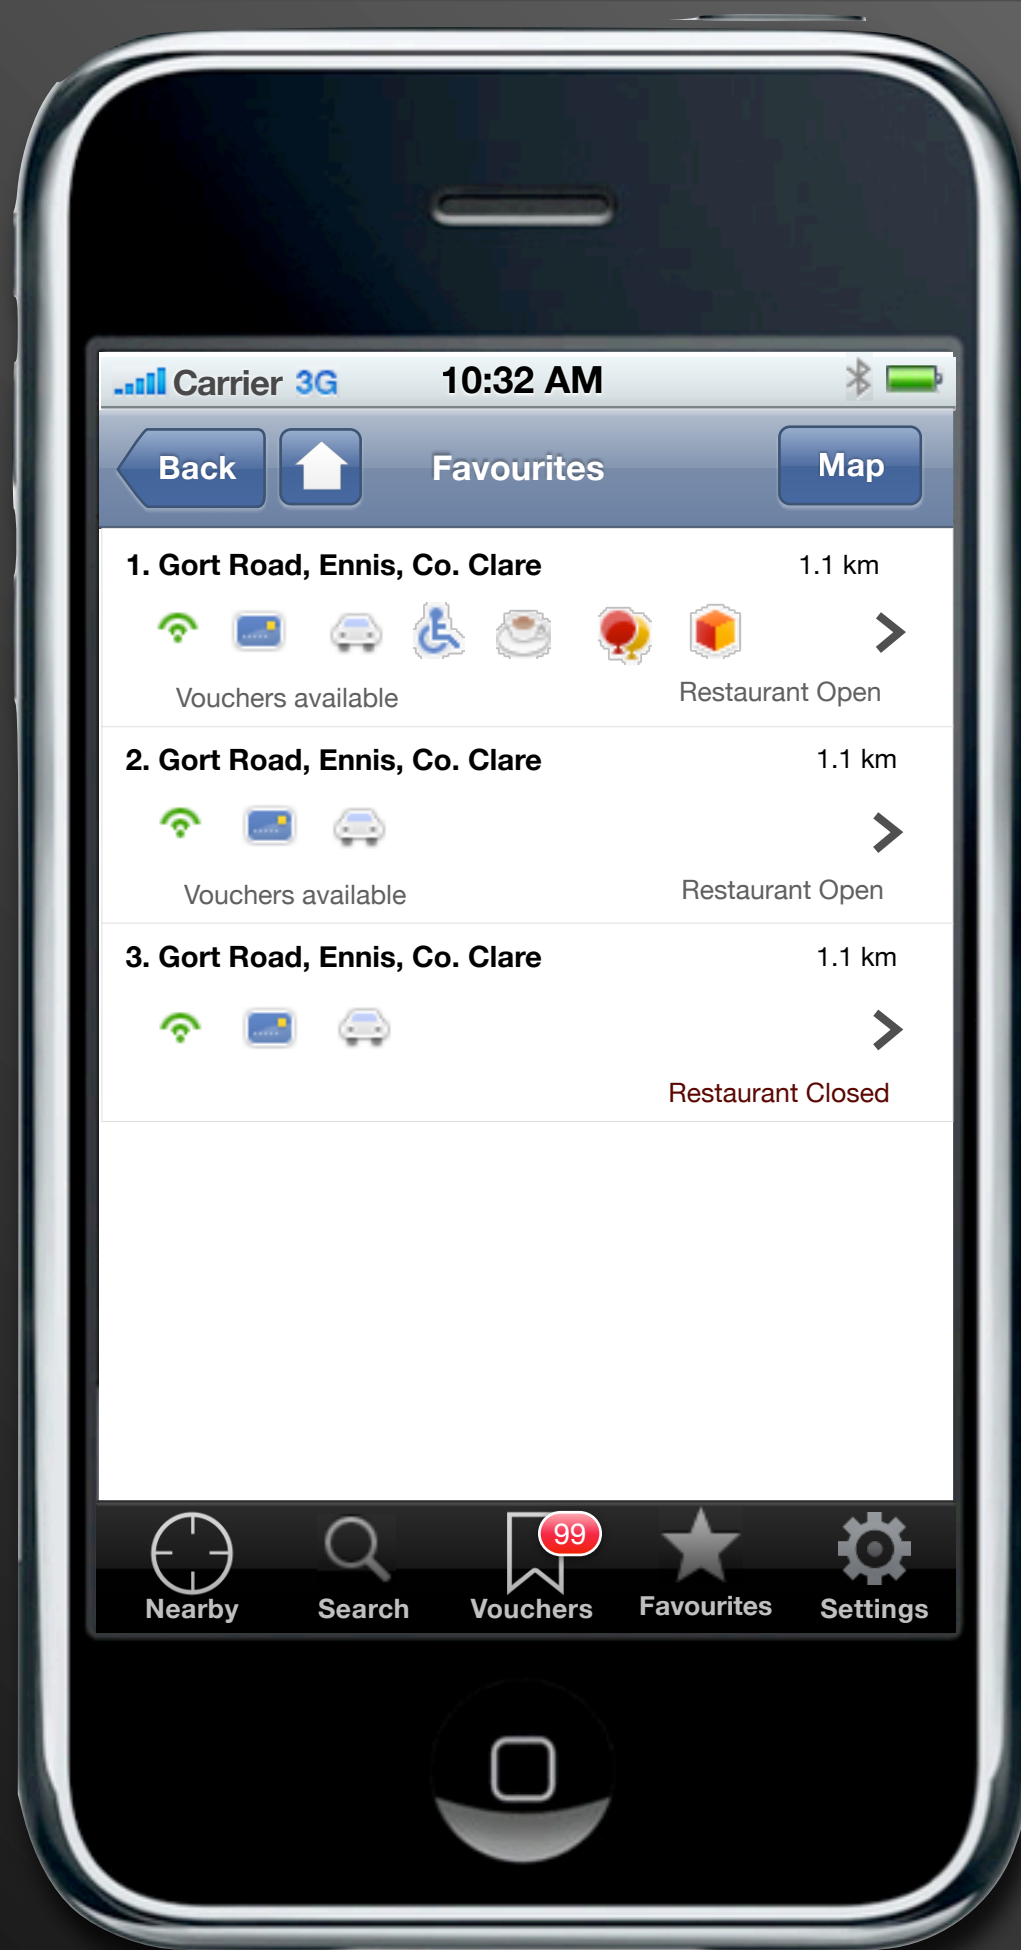 Carrier 3G 10:32 AM
Back Favourites Map
1. Gort Road, Ennis, Co. Clare 1.1 km
Vouchers available Restaurant Open
2. Gort Road, Ennis, Co. Clare 1.1 km
Vouchers available Restaurant Open
3. Gort Road, Ennis, Co. Clare 1.1 km
Restaurant Closed
99
Nearby Search Vouchers Favourites Settings